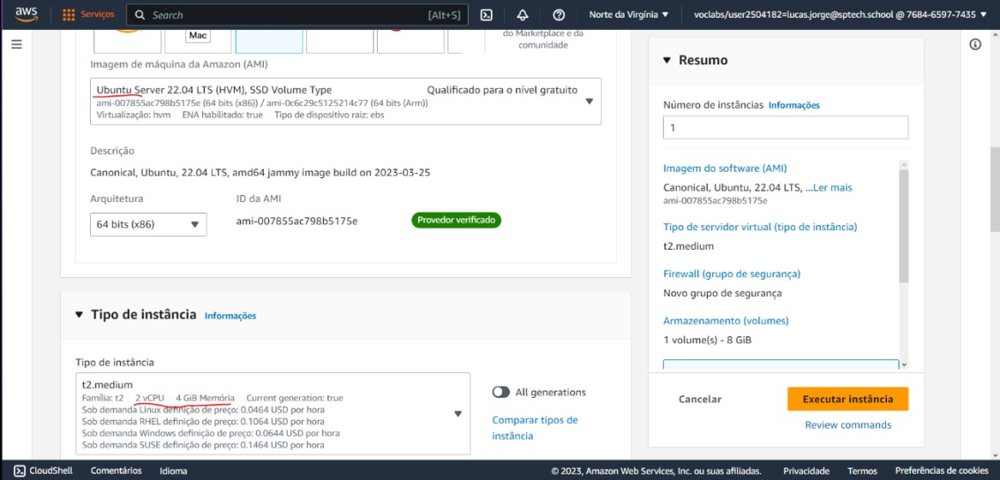 aws
Serviços
Search
[Alt+S]
Norte da Virgínia
voclabs/user2504182=lucas.jorge@sptech.school @ 7684-6597-7435
Mac
do Marketplace e da
comunidade
Imagem de máquina da Amazon (AMI)
Ubuntu Server 22.04 LTS (HVM), SSD Volume Type
Qualificado para o nível gratuito
ami-007855ac798b5175e (64 bits (x86)) / ami-0c6c29c5125214c77 (64 bits (Arm))
Virtualização: hvm ENA habilitado: true Tipo de dispositivo raiz: ebs
Descrição
Canonical, Ubuntu, 22.04 LTS, amd64 jammy image build on 2023-03-25
Arquitetura
ID da AMI
64 bits (x86)
ami-007855ac798b5175e
Provedor verificado
Tipo de instância Informações
Tipo de instância
t2.medium
Família: t2 2 vCPU 4 GiB Memória Current generation: true
Sob demanda Linux definição de preço: 0.0464 USD por hora
Sob demanda RHEL definição de preço: 0.1064 USD por hora
Sob demanda Windows definição de preço: 0.0644 USD por hora
Sob demanda SUSE definição de preço: 0.1464 USD por hora
All generations
Comparar tipos de
instância
Resumo
Número de instâncias Informações
1
Imagem do software (AMI)
Canonical, Ubuntu, 22.04 LTS, ...Ler mais
ami-007855ac798b5175e
Tipo de servidor virtual (tipo de instância)
t2.medium
Firewall (grupo de segurança)
Novo grupo de segurança
Armazenamento (volumes)
1 volume(s) - 8 GiB
Cancelar
Executar instância
Review commands
CloudShell
Comentários
Idioma
© 2023, Amazon Web Services, Inc. ou suas afiliadas.
Privacidade
Termos
Preferências de cookies